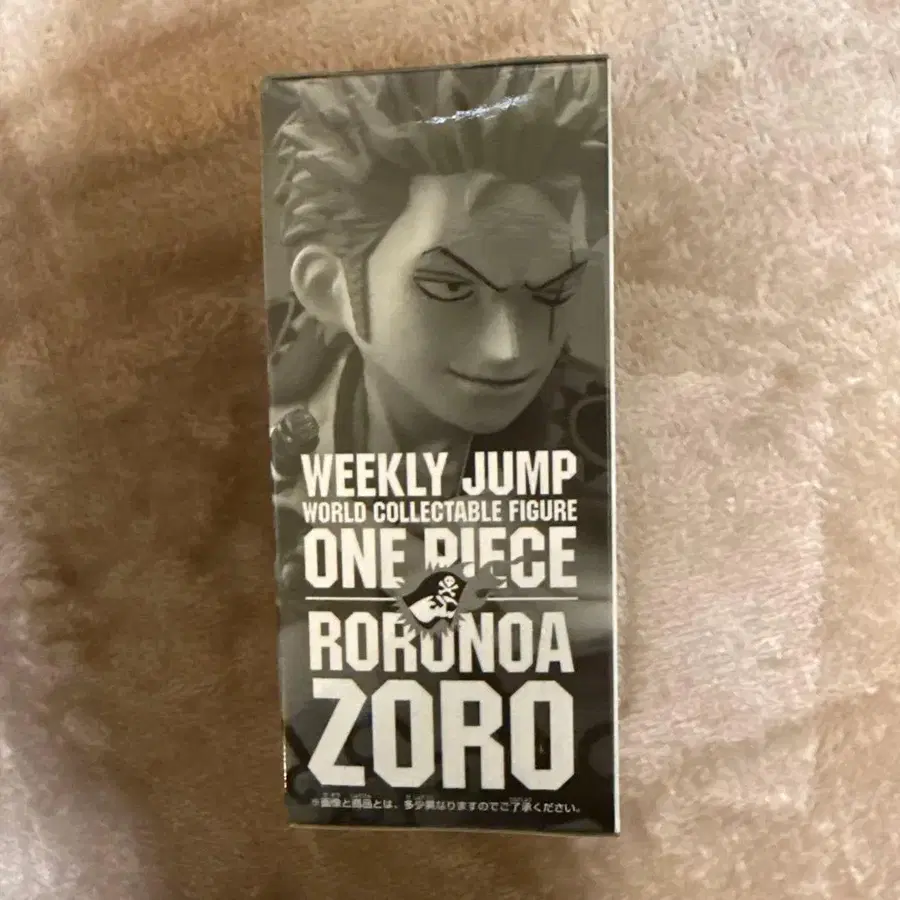 WEEKLY JUMP
WORLD COLLECTABLE FIGURE
ONE PIECE
RORONOA
ZORO
※画像と商品とは、多少異なりますのでご了承ください。